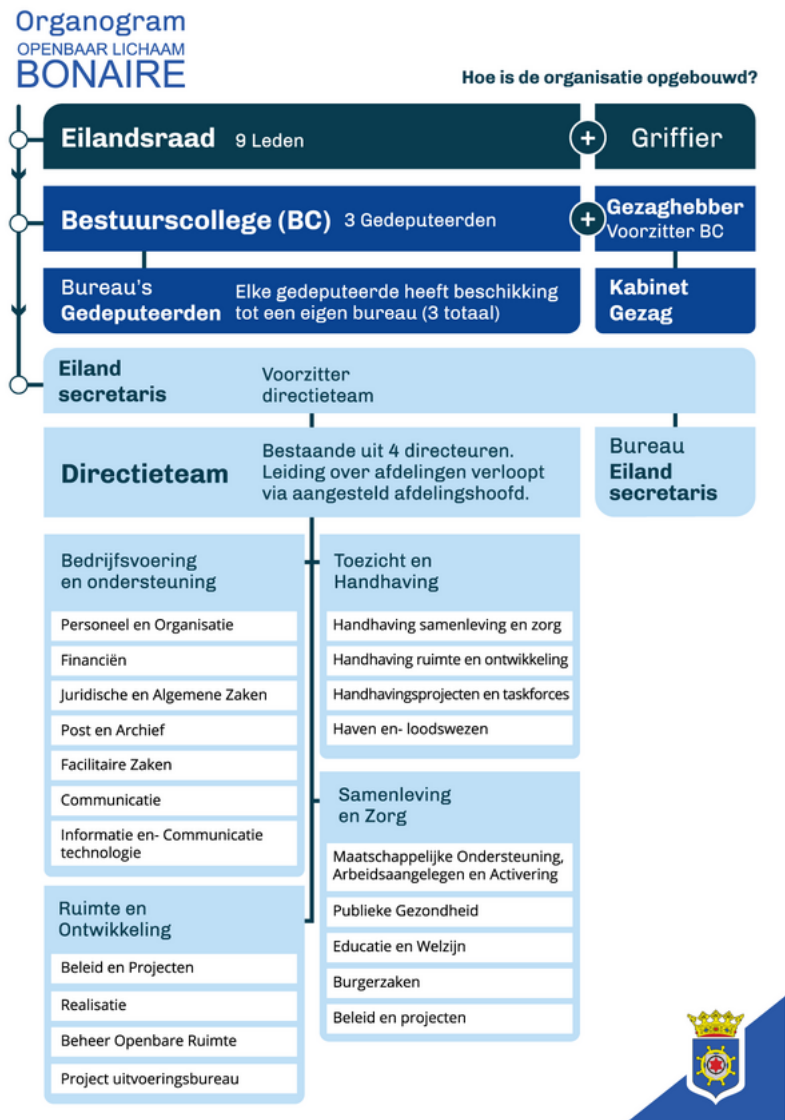 Organogram
OPENBAAR LICHAAM
BONAIRE
Hoe is de organisatie opgebouwd?
Eilandsraad 9 Leden
+
Griffier
Bestuurscollege (BC) 3 Gedeputeerden
+
Gezaghebber
Voorzitter BC
Bureau's
Gedeputeerden
Elke gedeputeerde heeft beschikking
tot een eigen bureau (3 totaal)
Kabinet
Gezag
Eiland
secretaris
Voorzitter
directieteam
Directieteam
Bestaande uit 4 directeuren.
Leiding over afdelingen verloopt
via aangesteld afdelingshoofd.
Bureau
Eiland
secretaris
Bedrijfsvoering
en ondersteuning
Personeel en Organisatie
Financiën
Juridische en Algemene Zaken
Post en Archief
Facilitaire Zaken
Communicatie
Informatie en- Communicatie
technologie
Toezicht en
Handhaving
Handhaving samenleving en zorg
Handhaving ruimte en ontwikkeling
Handhavingsprojecten en taskforces
Haven en- loodswezen
Ruimte en
Ontwikkeling
Beleid en Projecten
Realisatie
Beheer Openbare Ruimte
Project uitvoeringsbureau
Samenleving
en Zorg
Maatschappelijke Ondersteuning,
Arbeidsaangelegen en Activering
Publieke Gezondheid
Educatie en Welzijn
Burgerzaken
Beleid en projecten